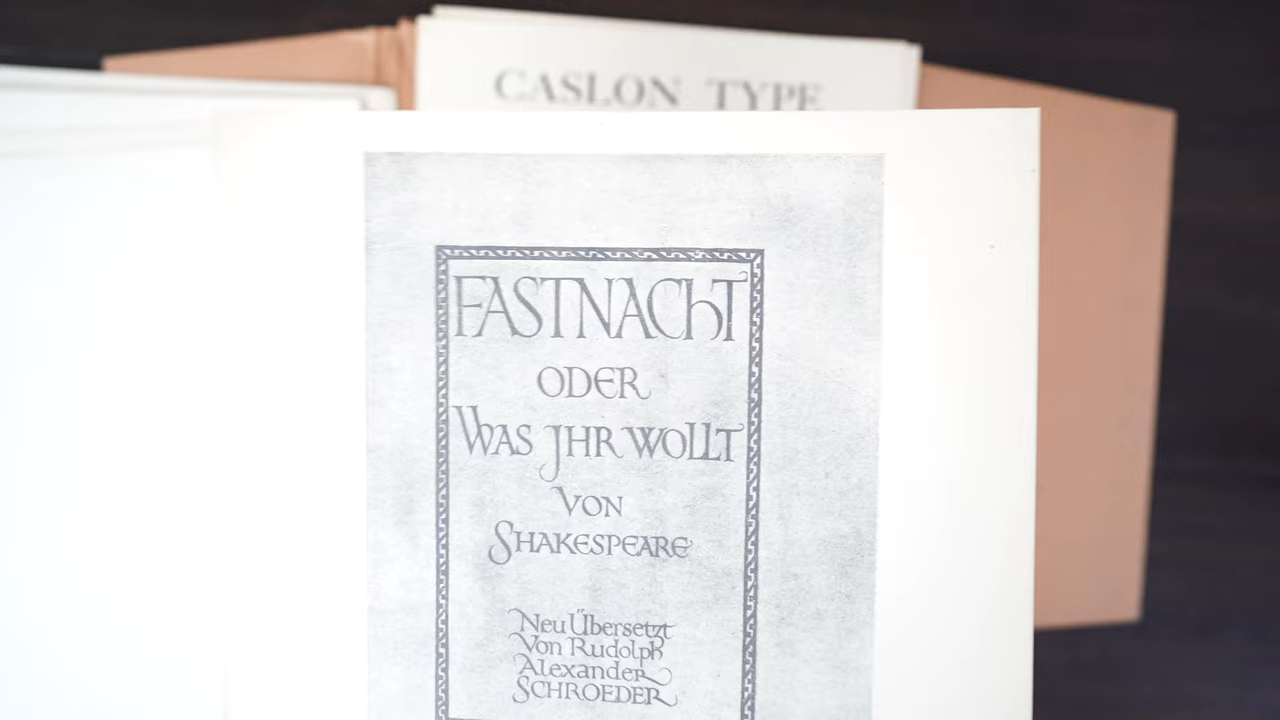 CASLON TYPE
FASTNAChT
ODER
WAS JHR WOLLT
VON
SHAKESPEARE
Neu Übersetzt
Von Rudolph
Alexander
SCHROEDER